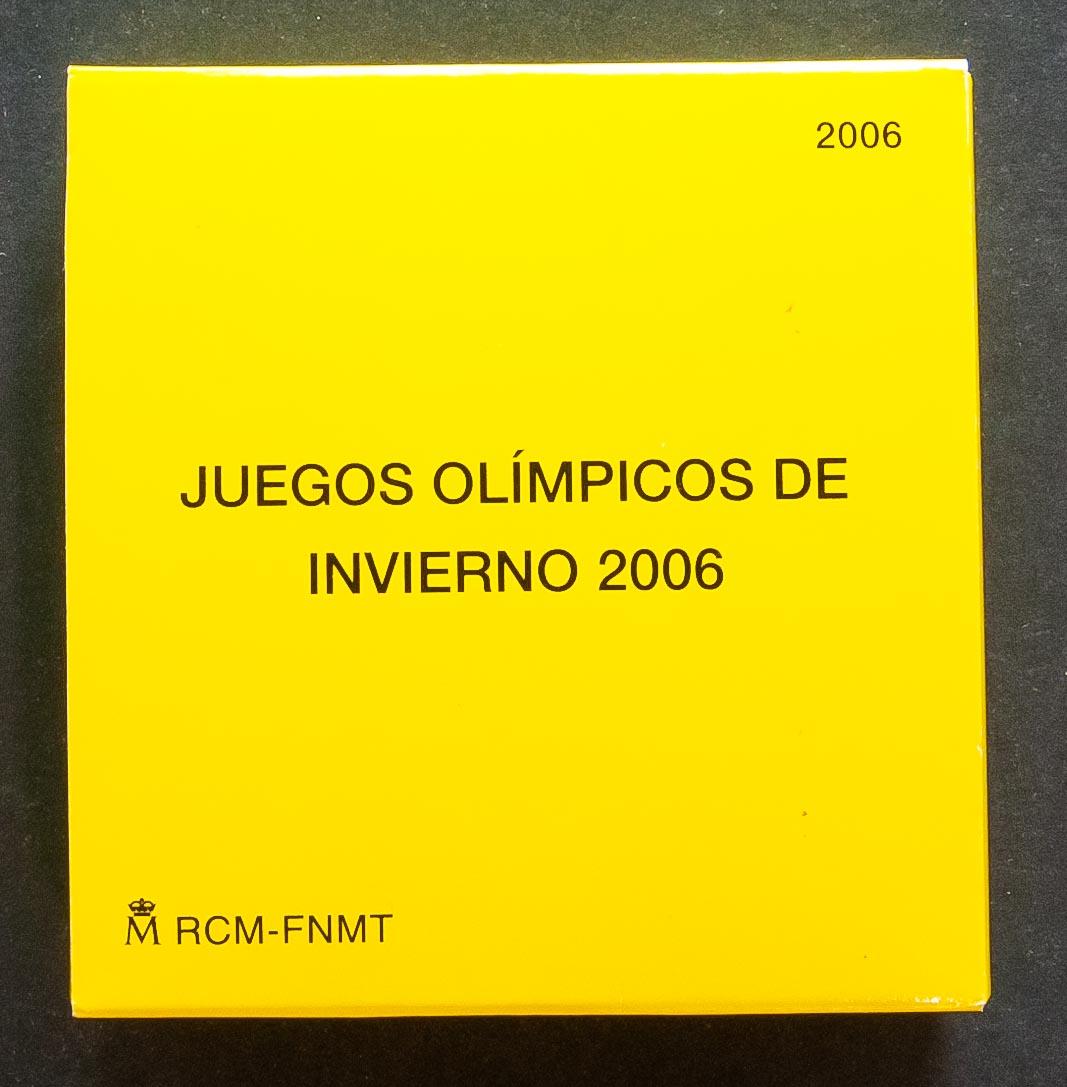 2006
JUEGOS OLÍMPICOS DE
INVIERNO 2006
M RCM-FNMT